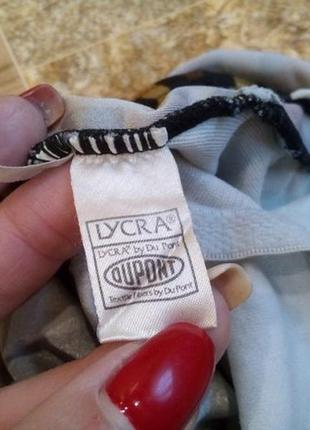 LYCRA®
LYCRA® by Du Pont
DUPONT
Textile fibers by Du Pont